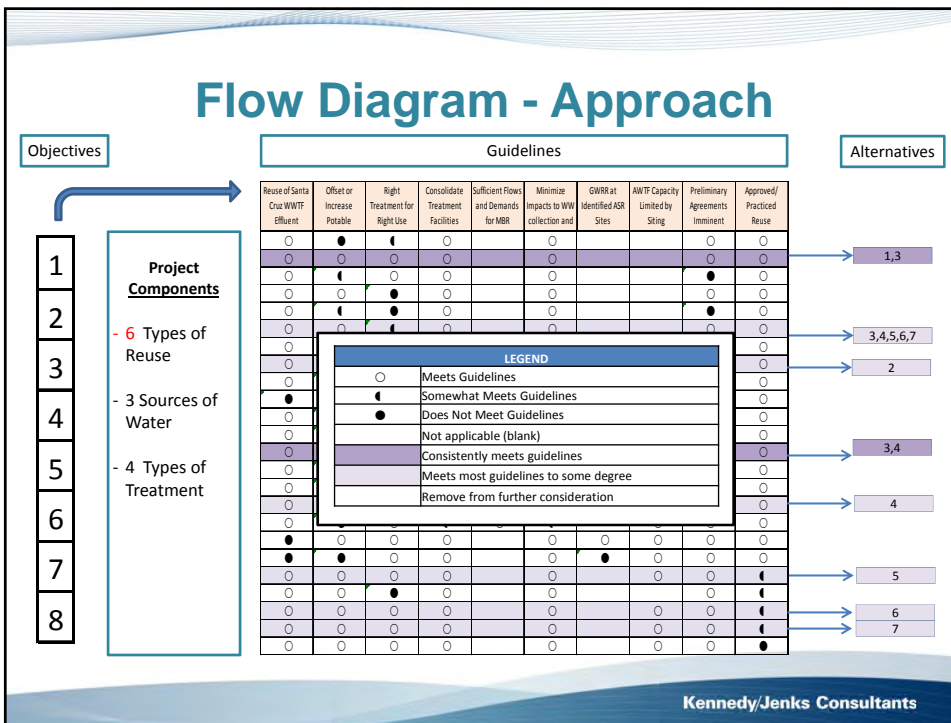 Flow Diagram - Approach
Objectives
Guidelines
Alternatives
Reuse of Santa
Cruz WWTF
Effluent
Offset or
Increase
Potable
Right
Treatment for
Right Use
Consolidate
Treatment
Facilities
Sufficient Flows
and Demands
for MBR
Minimize
Impacts to WW
collection and
GWRR at
Identified ASR
Sites
AWTF Capacity
Limited by
Siting
Preliminary
Agreements
Imminent
Approved/
Practiced
Reuse
1
2
3
4
5
6
7
8
Project
Components
- 6 Types of
Reuse
- 3 Sources of
Water
- 4 Types of
Treatment
LEGEND
Meets Guidelines
Somewhat Meets Guidelines
Does Not Meet Guidelines
Not applicable (blank)
Consistently meets guidelines
Meets most guidelines to some degree
Remove from further consideration
1,3
3,4,5,6,7
2
3,4
4
5
6
7
Kennedy/Jenks Consultants